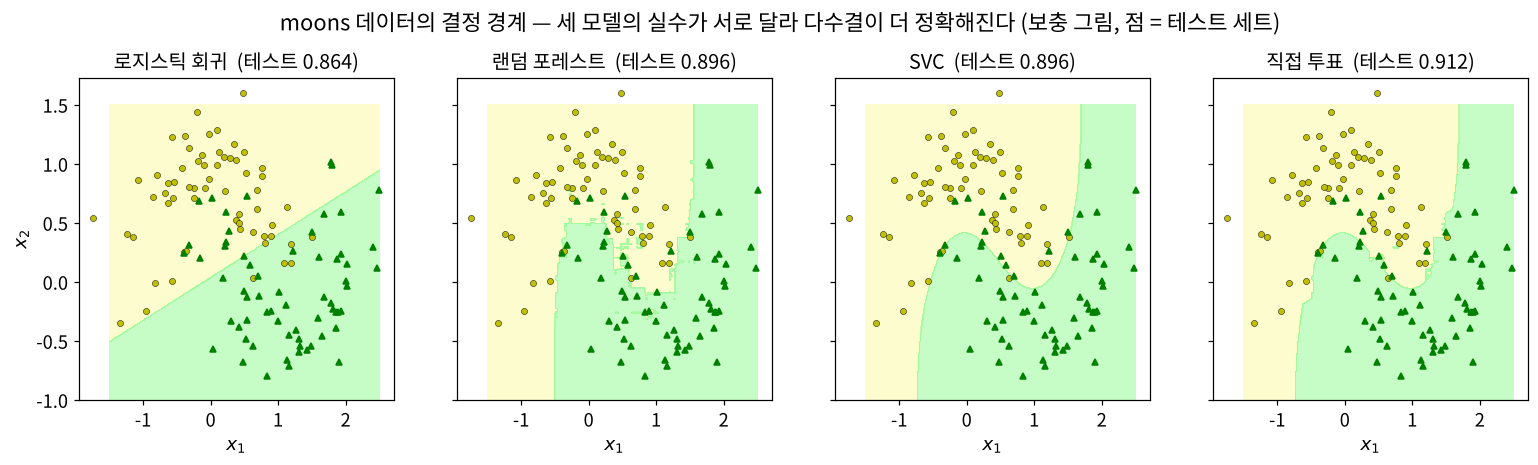 moons 데이터의 결정 경계 — 세 모델의 실수가 서로 달라 다수결이 더 정확해진다 (보충 그림, 점 = 테스트 세트)
로지스틱 회귀 (테스트 0.864)
랜덤 포레스트 (테스트 0.896)
SVC (테스트 0.896)
직접 투표 (테스트 0.912)
x₂
1.5
1.0
0.5
0.0
-0.5
-1.0
-1 0 1 2
-1 0 1 2
-1 0 1 2
-1 0 1 2
x₁
x₁
x₁
x₁